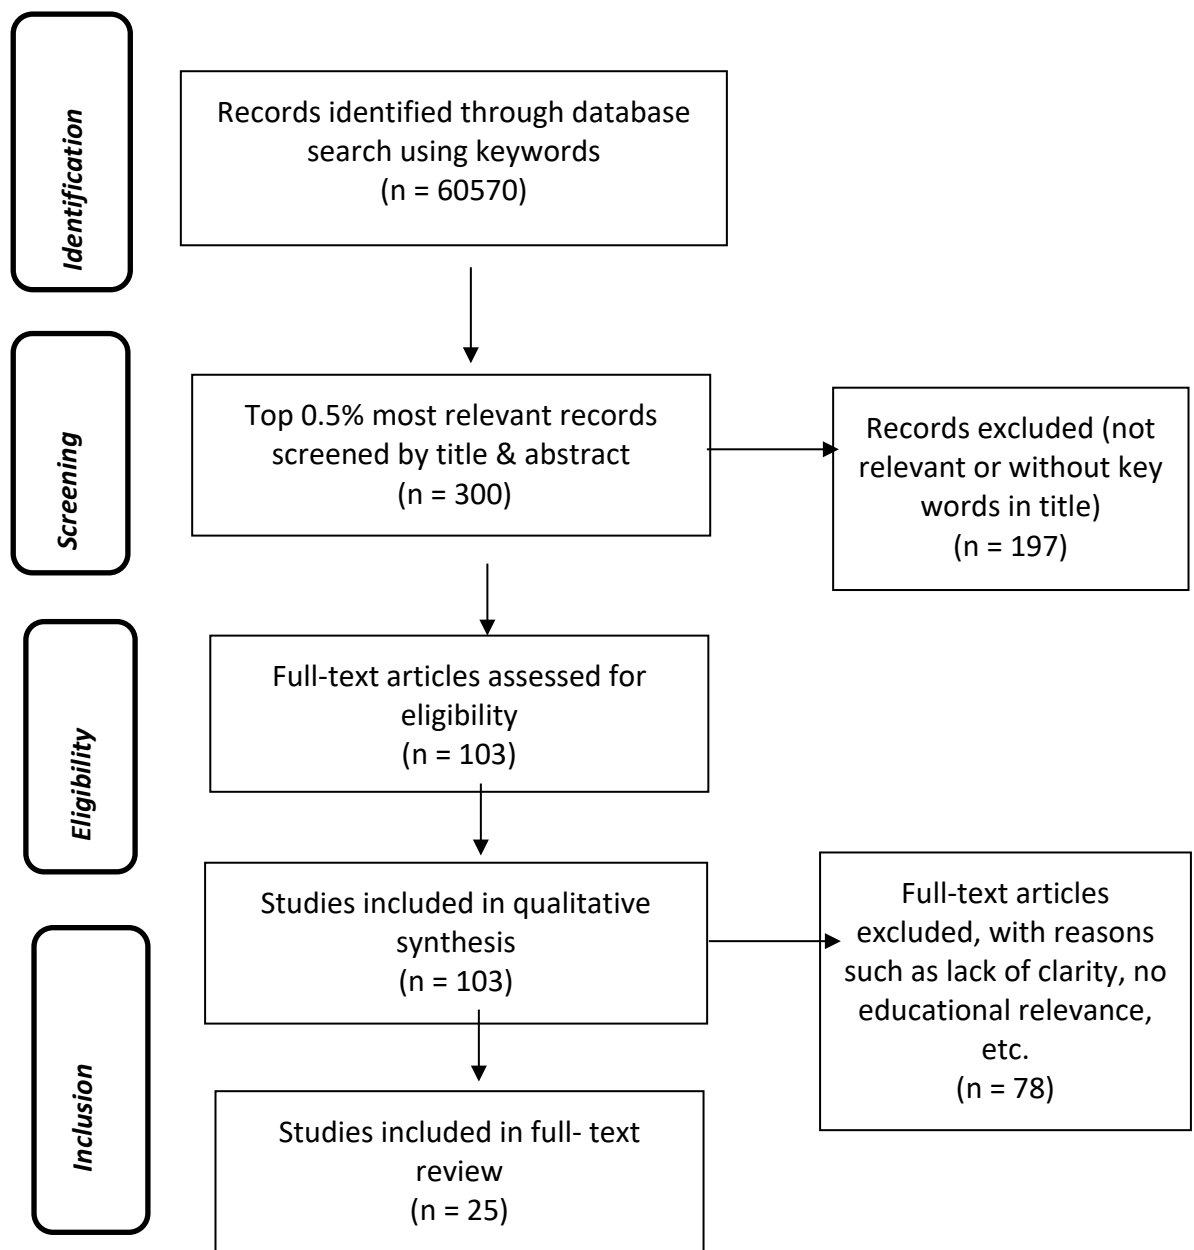 Identification
Records identified through database
search using keywords
(n = 60570)
Screening
Top 0.5% most relevant records
screened by title & abstract
(n = 300)
Records excluded (not
relevant or without key
words in title)
(n = 197)
Eligibility
Full-text articles assessed for
eligibility
(n = 103)
Studies included in qualitative
synthesis
(n = 103)
Full-text articles
excluded, with reasons
such as lack of clarity, no
educational relevance,
etc.
(n = 78)
Inclusion
Studies included in full- text
review
(n = 25)